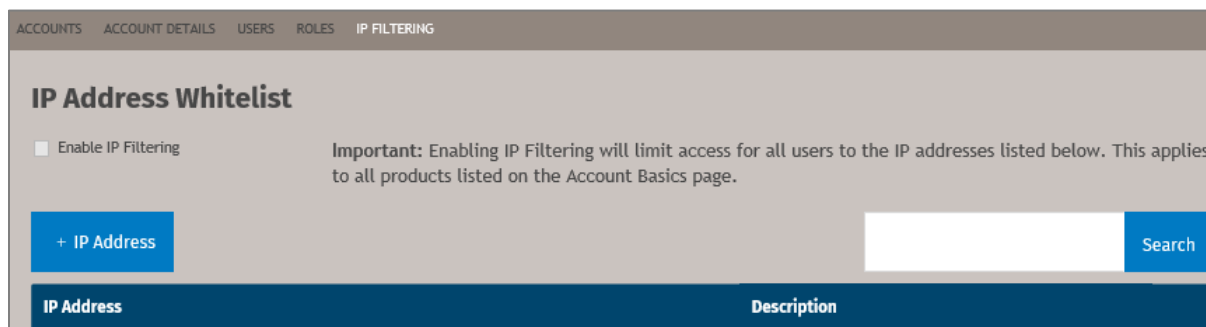 ACCOUNTS ACCOUNT DETAILS USERS ROLES IP FILTERING
IP Address Whitelist
Enable IP Filtering
Important: Enabling IP Filtering will limit access for all users to the IP addresses listed below. This applies
to all products listed on the Account Basics page.
+ IP Address
Search
IP Address Description